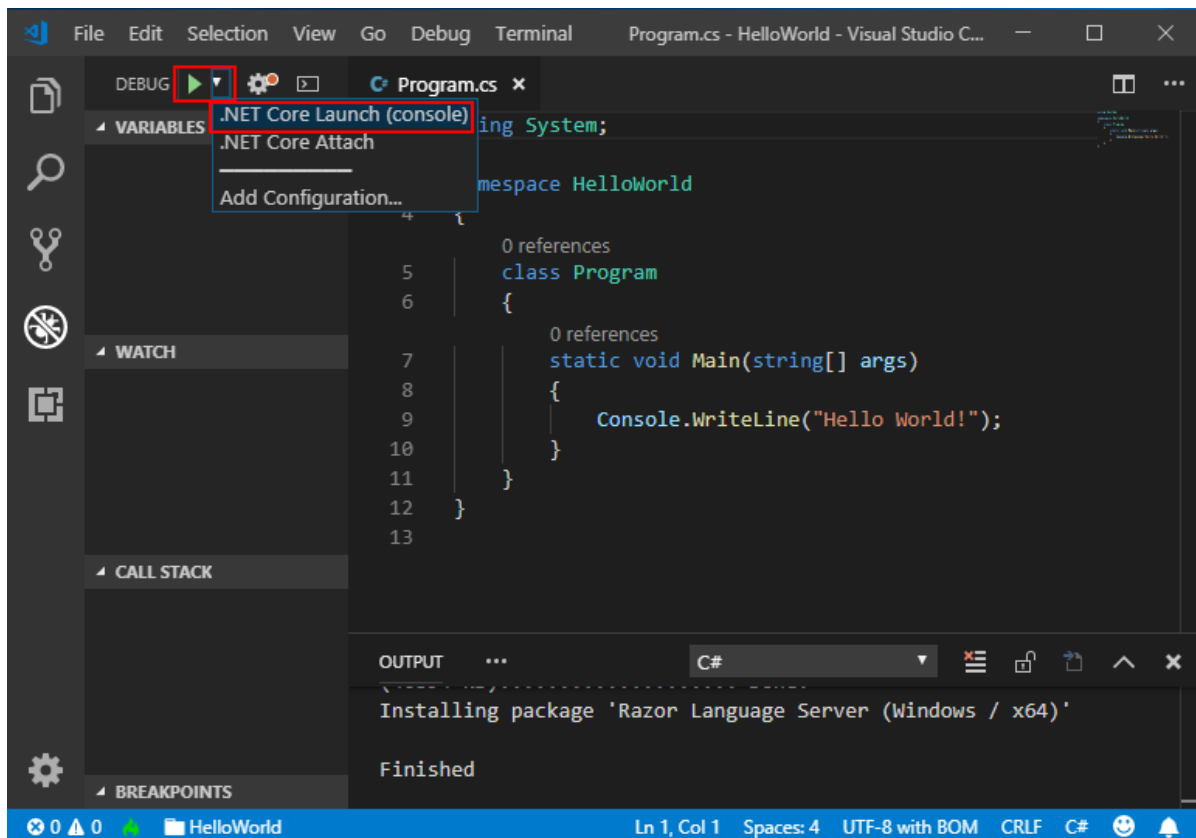 File Edit Selection View Go Debug Terminal Program.cs - HelloWorld - Visual Studio C...
DEBUG
.NET Core Launch (console)
.NET Core Attach
Add Configuration...
VARIABLES
WATCH
CALL STACK
BREAKPOINTS
C# Program.cs
ing System;
mespace HelloWorld
4 {
0 references
5 class Program
6 {
0 references
7 static void Main(string[] args)
8 {
9 Console.WriteLine("Hello World!");
10 }
11 }
12 }
13
OUTPUT ... C#
Installing package 'Razor Language Server (Windows / x64)'
Finished
0 0 HelloWorld Ln 1, Col 1 Spaces: 4 UTF-8 with BOM CRLF C#